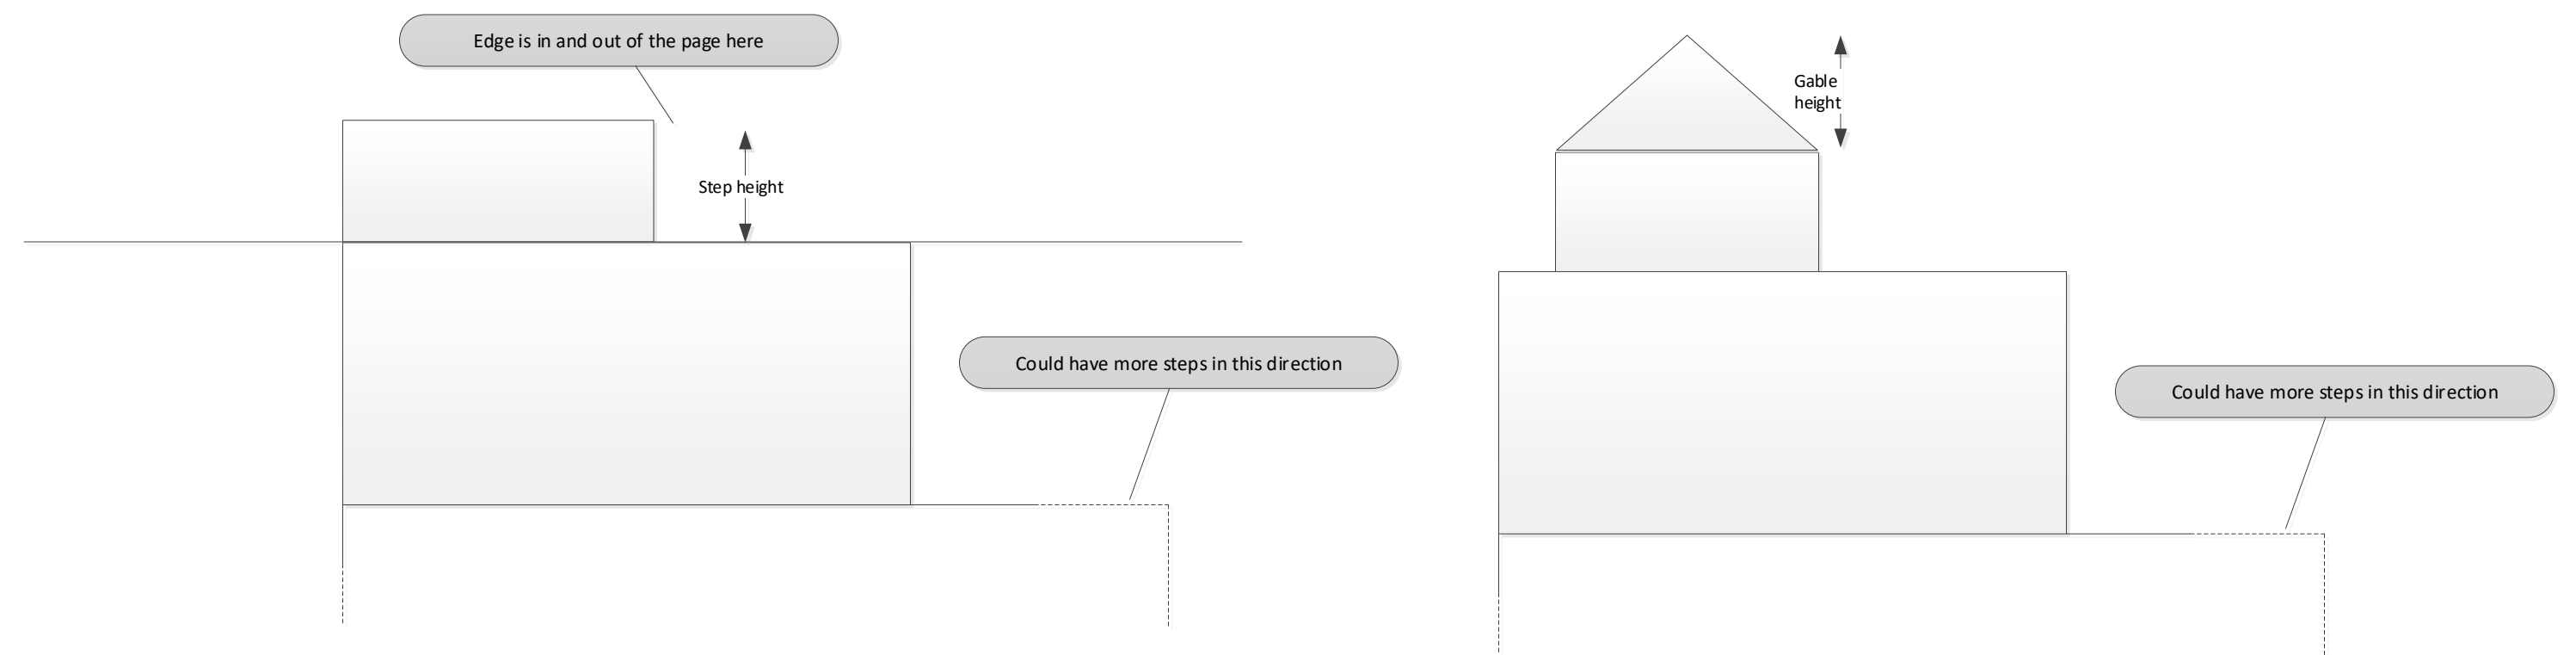 Edge is in and out of the page here
Step height
Could have more steps in this direction
Gable
height
Could have more steps in this direction